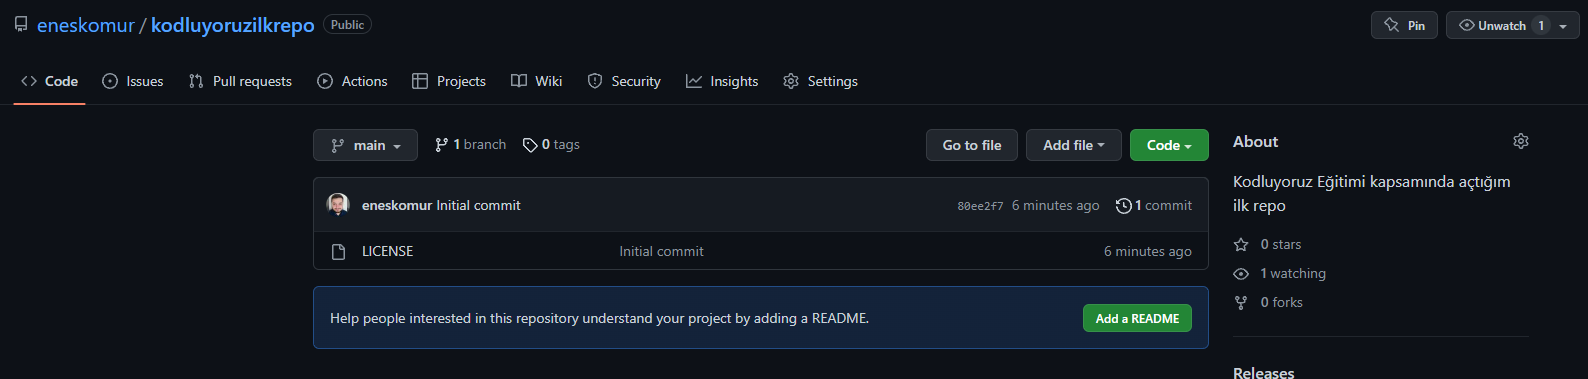 eneskomur / kodluyoruzilkrepo Public
Pin
Unwatch 1
Code Issues Pull requests Actions Projects Wiki Security Insights Settings
main 1 branch 0 tags
Go to file Add file Code
eneskomur Initial commit 80ee2f7 6 minutes ago 1 commit
LICENSE Initial commit 6 minutes ago
Help people interested in this repository understand your project by adding a README. Add a README
About
Kodluyoruz Eğitimi kapsamında açtığım
ilk repo
0 stars
1 watching
0 forks
Releases